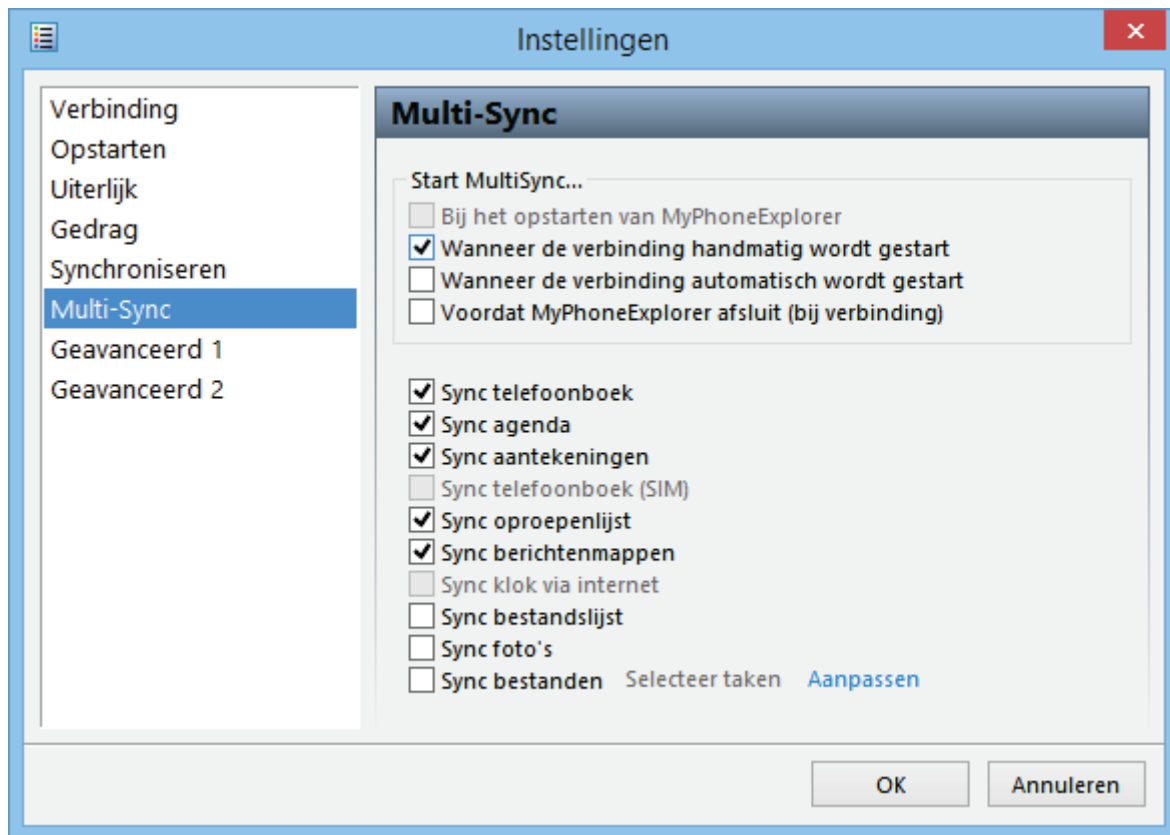 Instellingen
Verbinding
Opstarten
Uiterlijk
Gedrag
Synchroniseren
Multi-Sync
Geavanceerd 1
Geavanceerd 2
Multi-Sync
Start MultiSync...
Bij het opstarten van MyPhoneExplorer
Wanneer de verbinding handmatig wordt gestart
Wanneer de verbinding automatisch wordt gestart
Voordat MyPhoneExplorer afsluit (bij verbinding)
Sync telefoonboek
Sync agenda
Sync aantekeningen
Sync telefoonboek (SIM)
Sync oproepenlijst
Sync berichtenmappen
Sync klok via internet
Sync bestandslijst
Sync foto's
Sync bestanden Selecteer taken Aanpassen
OK Annuleren